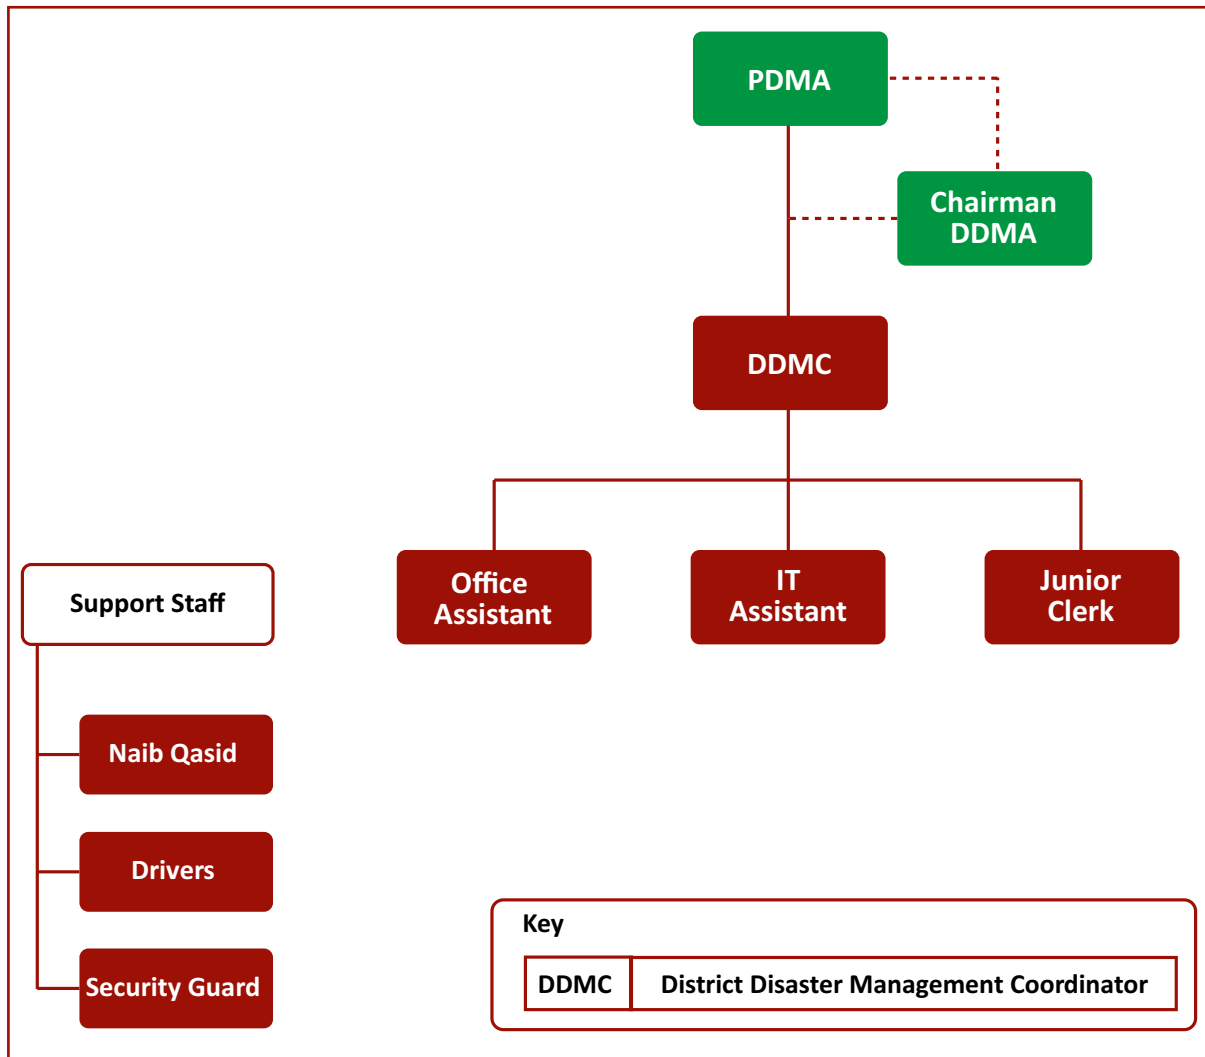 PDMA
Chairman
DDMA
DDMC
Office
Assistant
IT
Assistant
Junior
Clerk
Support Staff
Naib Qasid
Drivers
Security Guard
Key
DDMC District Disaster Management Coordinator